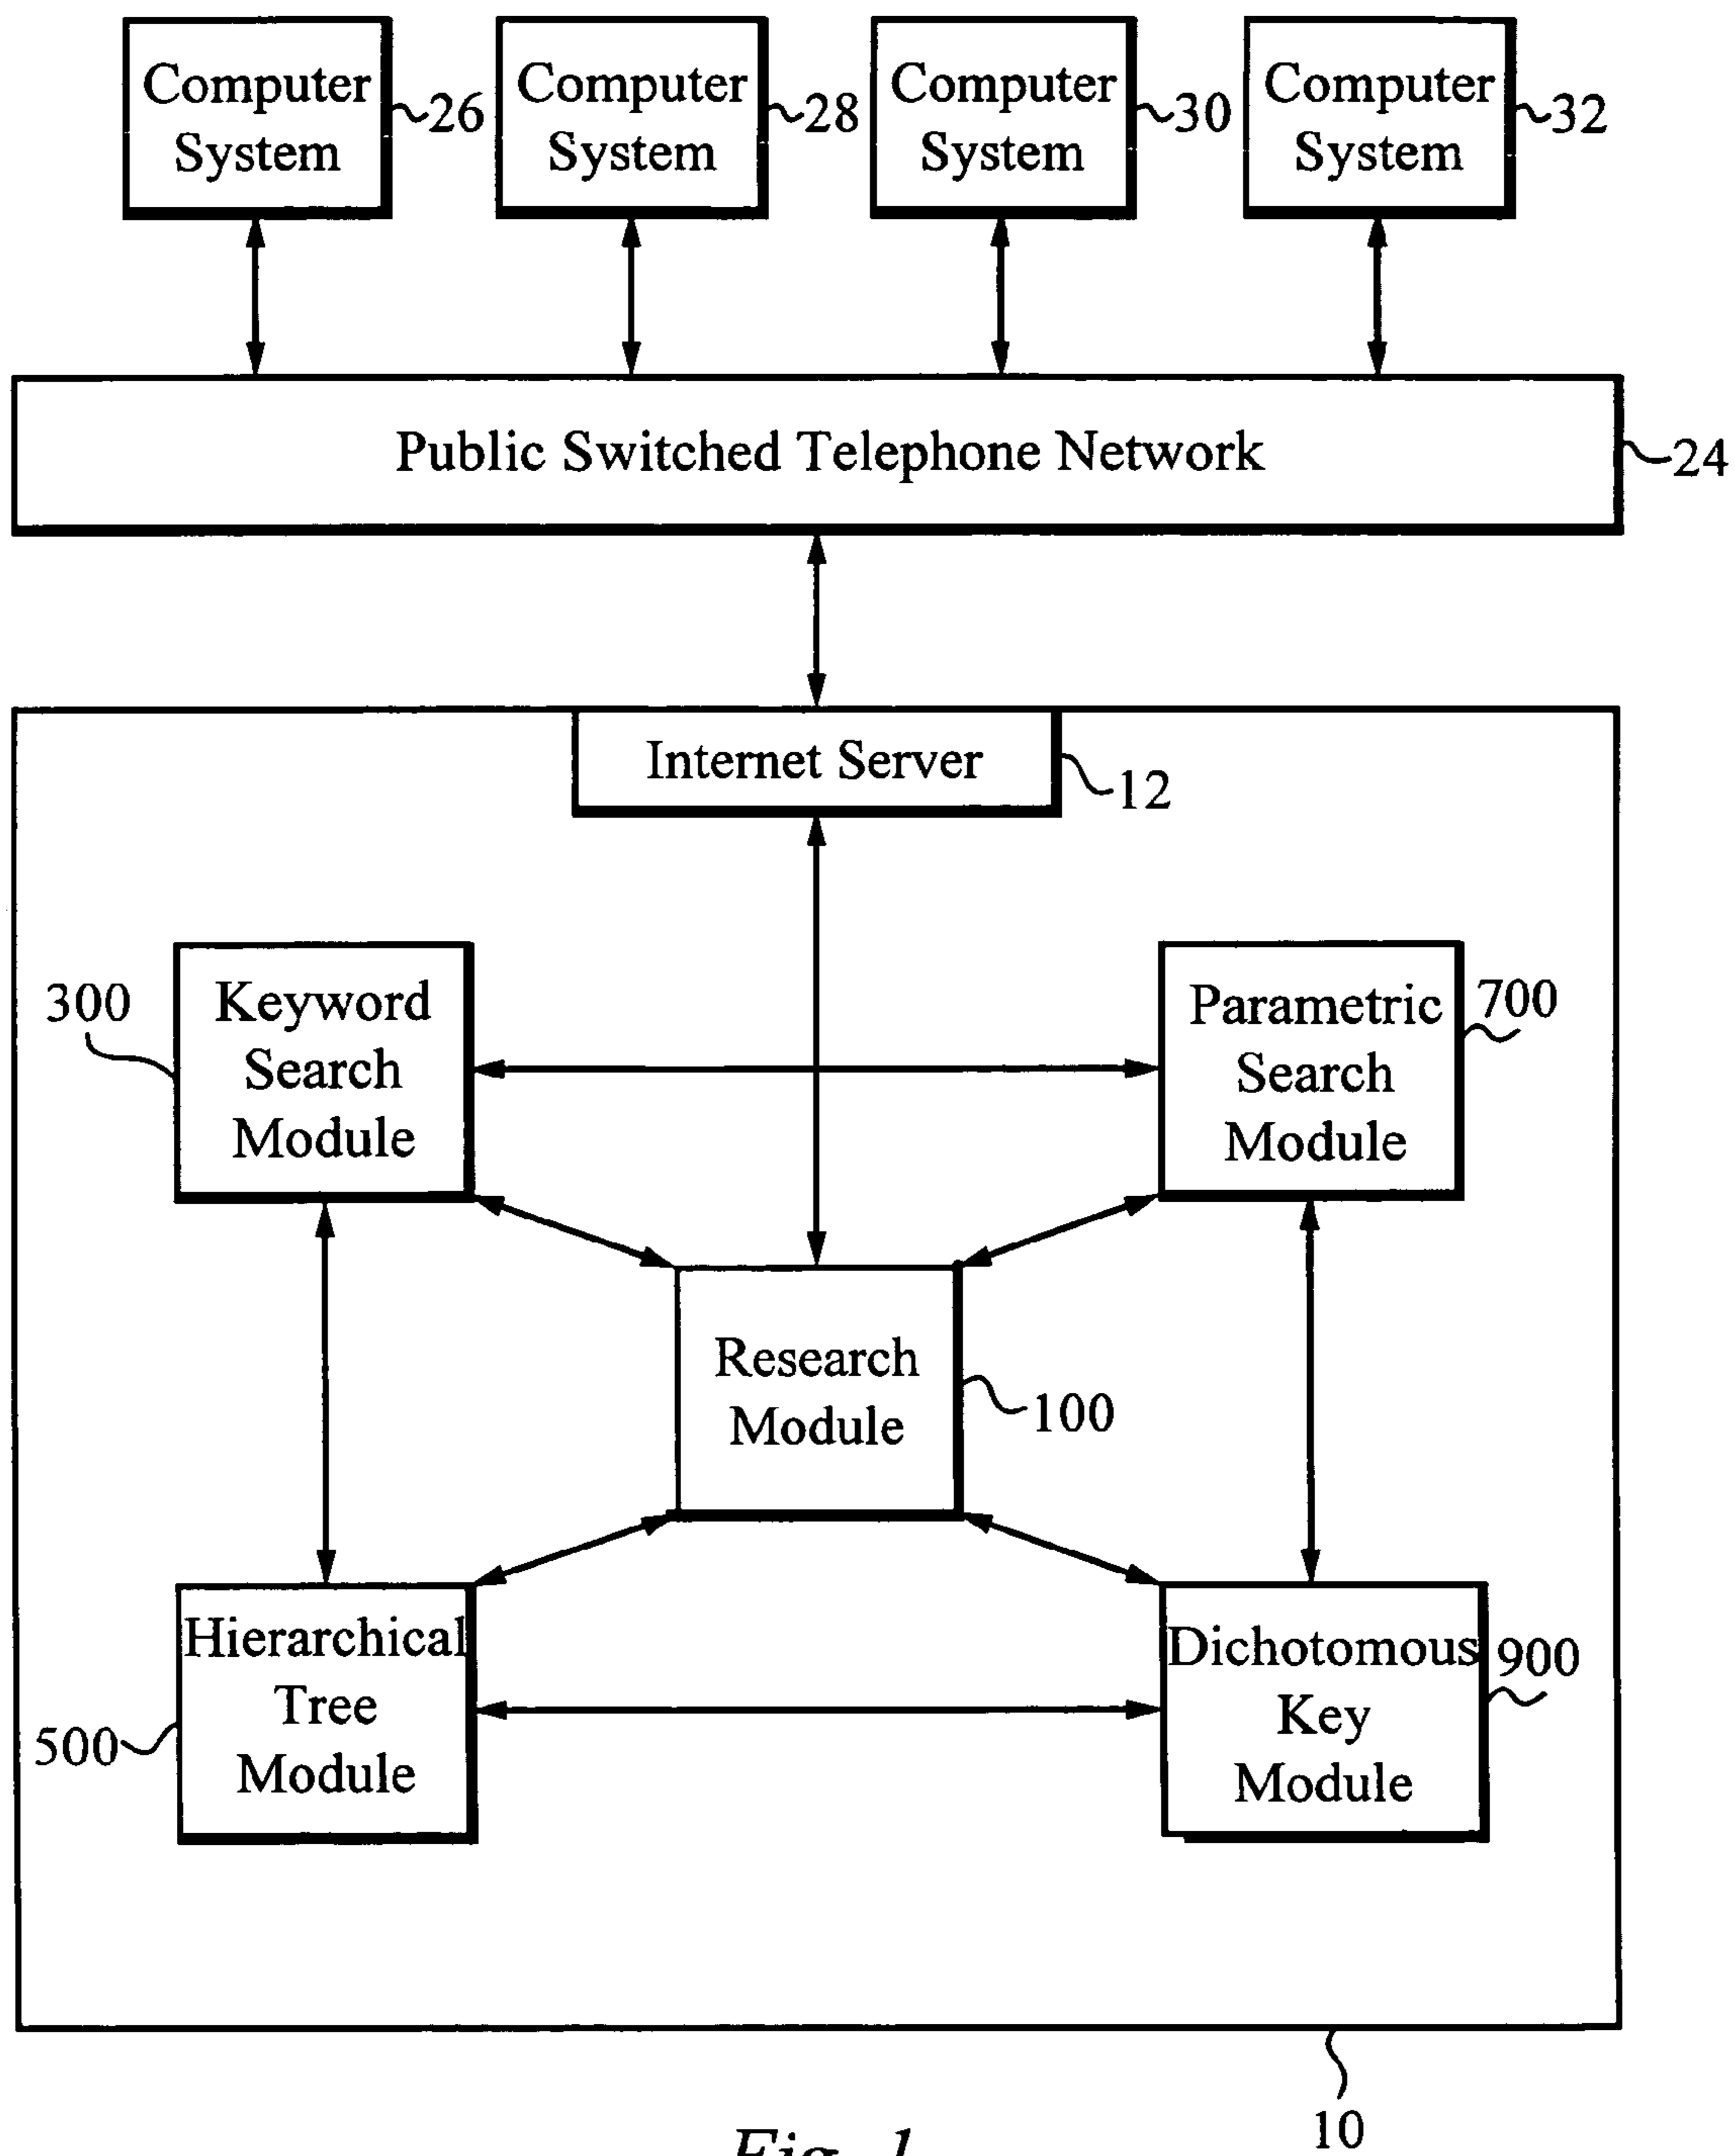 Computer
System
26
Computer
System
28
Computer
System
30
Computer
System
32
Public Switched Telephone Network
24
Internet Server
12
300
Keyword
Search
Module
Parametric
Search
Module
700
Research
Module
100
Hierarchical
Tree
Module
500
Dichotomous
Key
Module
900
10
Fig. 1